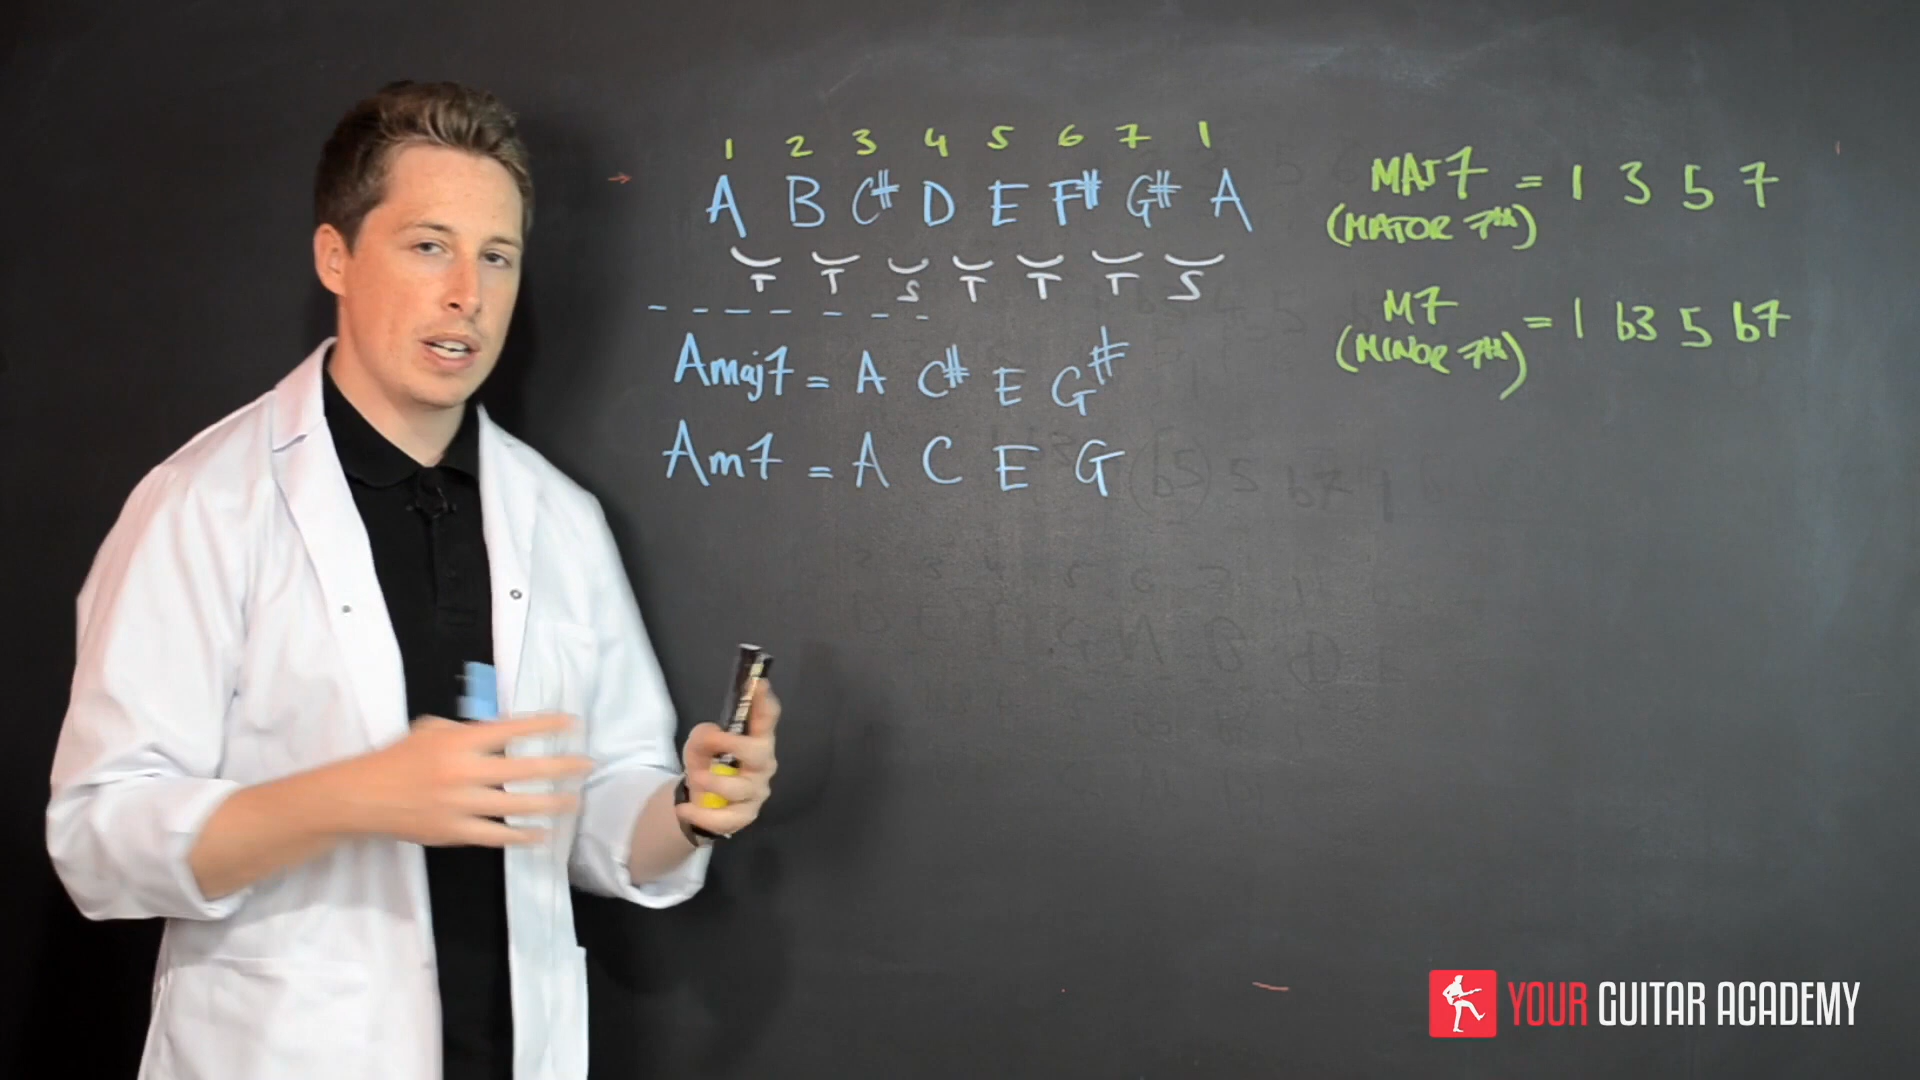 1 2 3 4 5 6 7 1
A B C# D E F# G# A
T T S T T T S
Amaj7 = A C# E G#
Am7 = A C E G
MAJ7 = 1 3 5 7
(MAJOR 7th)
M7 = 1 b3 5 b7
(MINOR 7th)
YOUR GUITAR ACADEMY